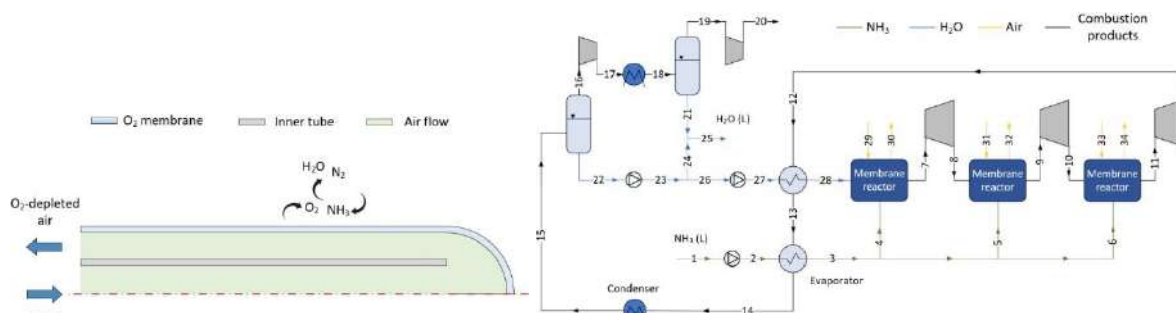 O₂ membrane
Inner tube
Air flow
H₂O
N₂
O₂
NH₃
O₂-depleted
air
NH₃
H₂O
Air
Combustion
products
19
20
16
17
18
12
21
H₂O (L)
25
24
22
23
26
27
28
29
30
7
31
32
8
9
33
34
10
11
Membrane
reactor
Membrane
reactor
Membrane
reactor
13
15
NH₃ (L)
1
2
3
4
5
6
Evaporator
Condenser
14